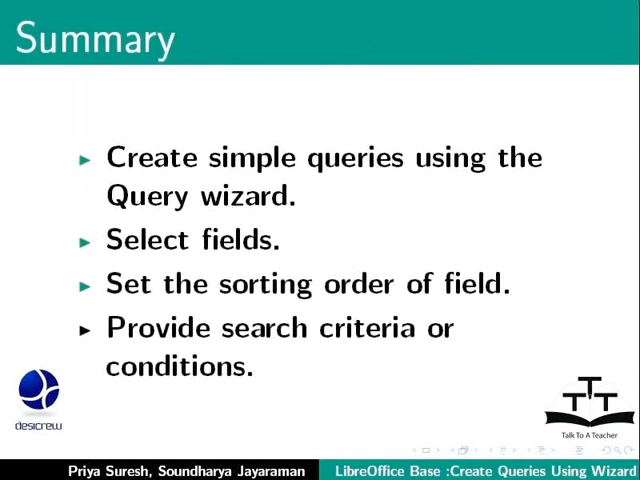 Summary
Create simple queries using the
Query wizard.
Select fields.
Set the sorting order of field.
Provide search criteria or
conditions.
desicrew
TTT
Talk To A Teacher
Priya Suresh, Soundharya Jayaraman
LibreOffice Base :Create Queries Using Wizard